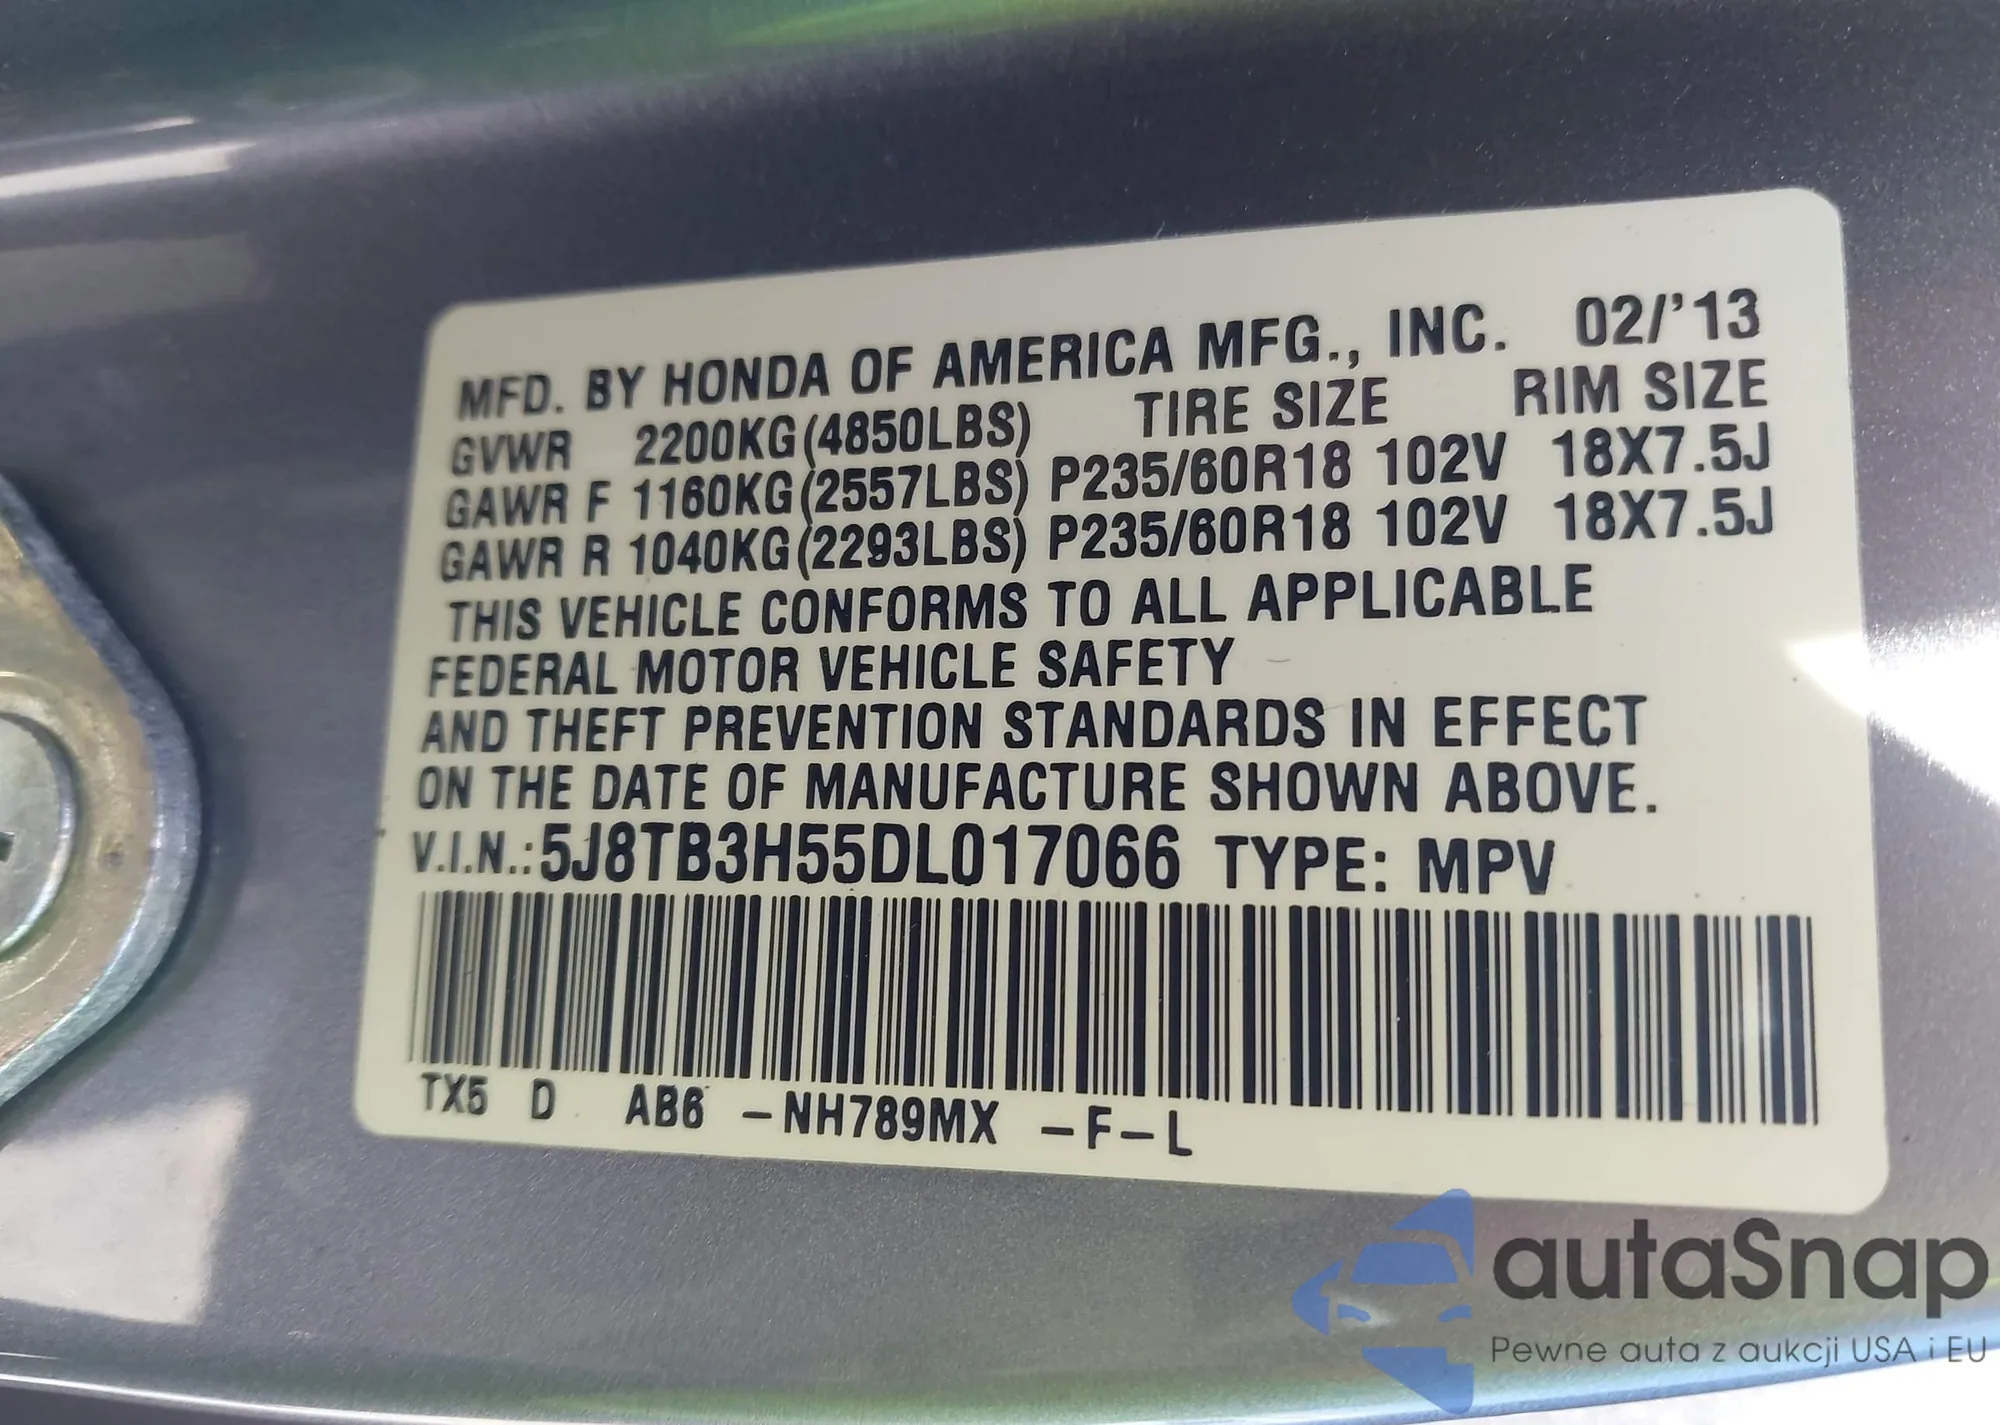 MFD. BY HONDA OF AMERICA MFG., INC. 02/'13
GVWR 2200KG(4850LBS) TIRE SIZE RIM SIZE
GAWR F 1160KG(2557LBS) P235/60R18 102V 18X7.5J
GAWR R 1040KG(2293LBS) P235/60R18 102V 18X7.5J
THIS VEHICLE CONFORMS TO ALL APPLICABLE
FEDERAL MOTOR VEHICLE SAFETY
AND THEFT PREVENTION STANDARDS IN EFFECT
ON THE DATE OF MANUFACTURE SHOWN ABOVE.
V.I.N.:5J8TB3H55DL017066 TYPE: MPV
TX5 D AB6 -NH789MX -F-L
autaSnap
Pewne auta z aukcji USA i EU